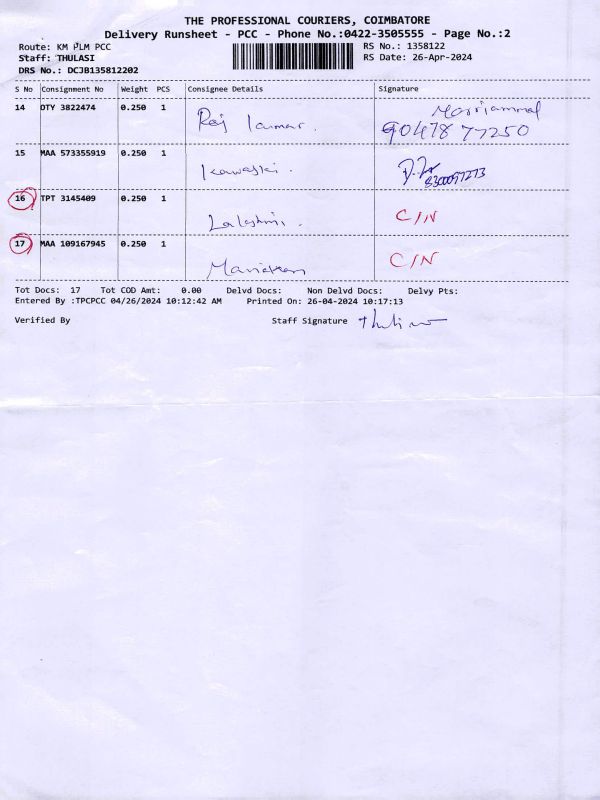 THE PROFESSIONAL COURIERS, COIMBATORE
Delivery Runsheet - PCC - Phone No.:0422-3505555 - Page No.:2
Route: KM PLM PCC RS No.: 1358122
Staff: THULASI RS Date: 26-Apr-2024
DRS No.: DCJB135812202
S No Consignment No Weight PCS Consignee Details Signature
14 OTY 3822474 0.250 1 Raj kumar. Marriammal
90478 77250
15 MAA 573355919 0.250 1
8300097273
16 TPT 3145409 0.250 1 Lakshmi. C/N
17 MAA 109167945 0.250 1 C/N
Tot Docs: 17 Tot COD Amt: 0.00 Delvd Docs: Non Delvd Docs: Delvy Pts:
Entered By :TPCPCC 04/26/2024 10:12:42 AM Printed On: 26-04-2024 10:17:13
Verified By Staff Signature